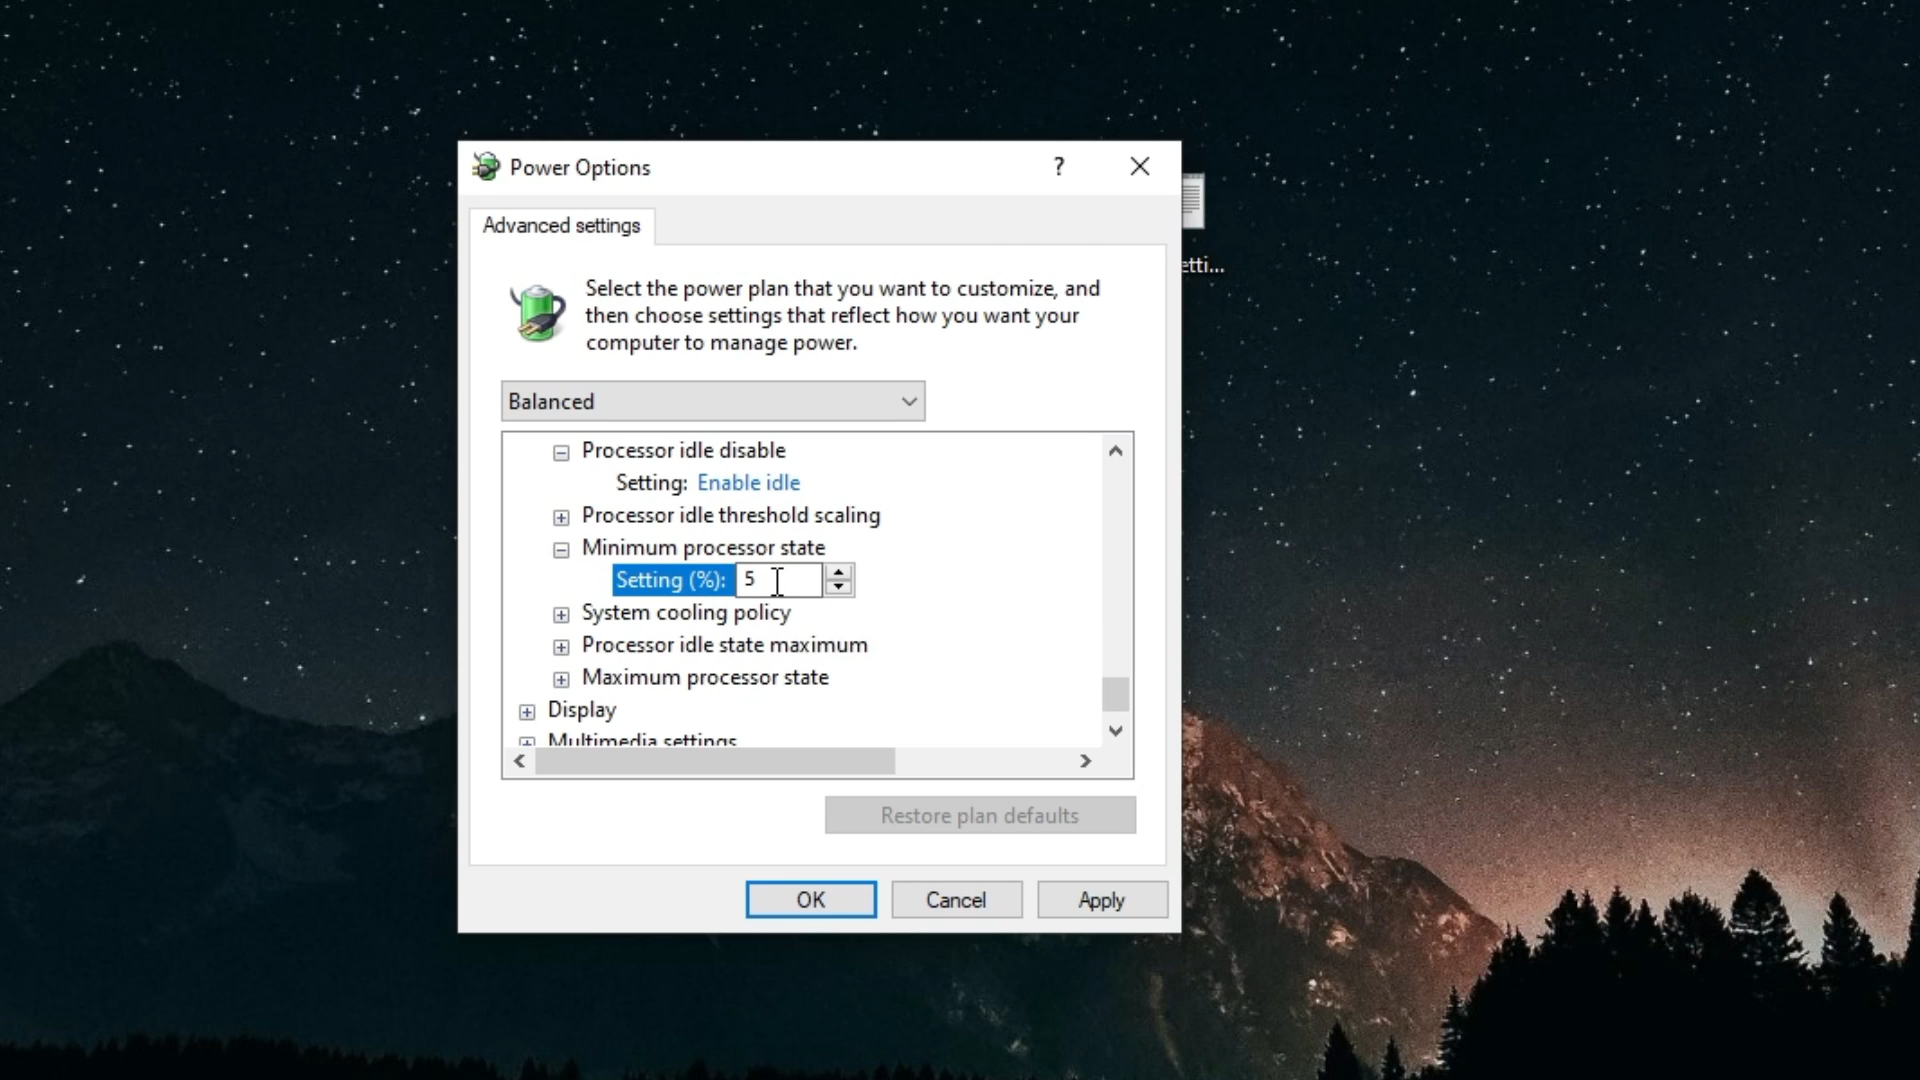 Power Options
?
Advanced settings
etti...
Select the power plan that you want to customize, and
then choose settings that reflect how you want your
computer to manage power.
Balanced
Processor idle disable
Setting: Enable idle
Processor idle threshold scaling
Minimum processor state
Setting (%): 5
System cooling policy
Processor idle state maximum
Maximum processor state
Display
Multimedia settings
Restore plan defaults
OK Cancel Apply